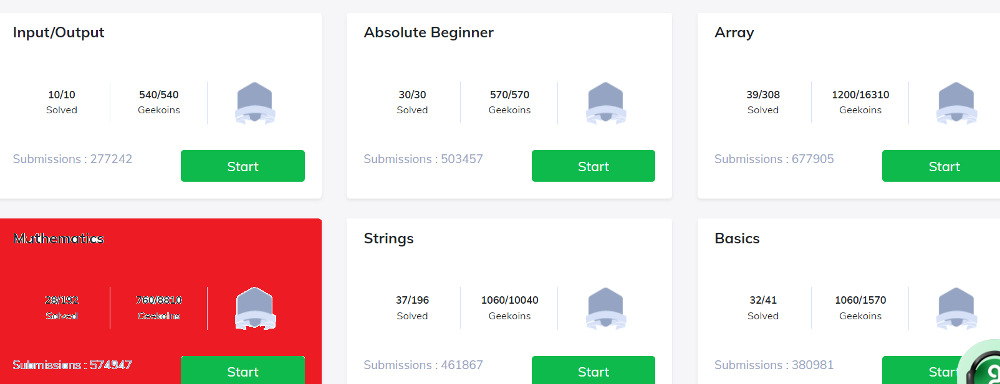 Input/Output
10/10
Solved
540/540
Geekoins
Submissions : 277242
Start
Absolute Beginner
30/30
Solved
570/570
Geekoins
Submissions : 503457
Start
Array
39/308
Solved
1200/16310
Geekoins
Submissions : 677905
Start
Mathematics
28/192
Solved
760/8810
Geekoins
Submissions : 574947
Start
Strings
37/196
Solved
1060/10040
Geekoins
Submissions : 461867
Start
Basics
32/41
Solved
1060/1570
Geekoins
Submissions : 380981
Start